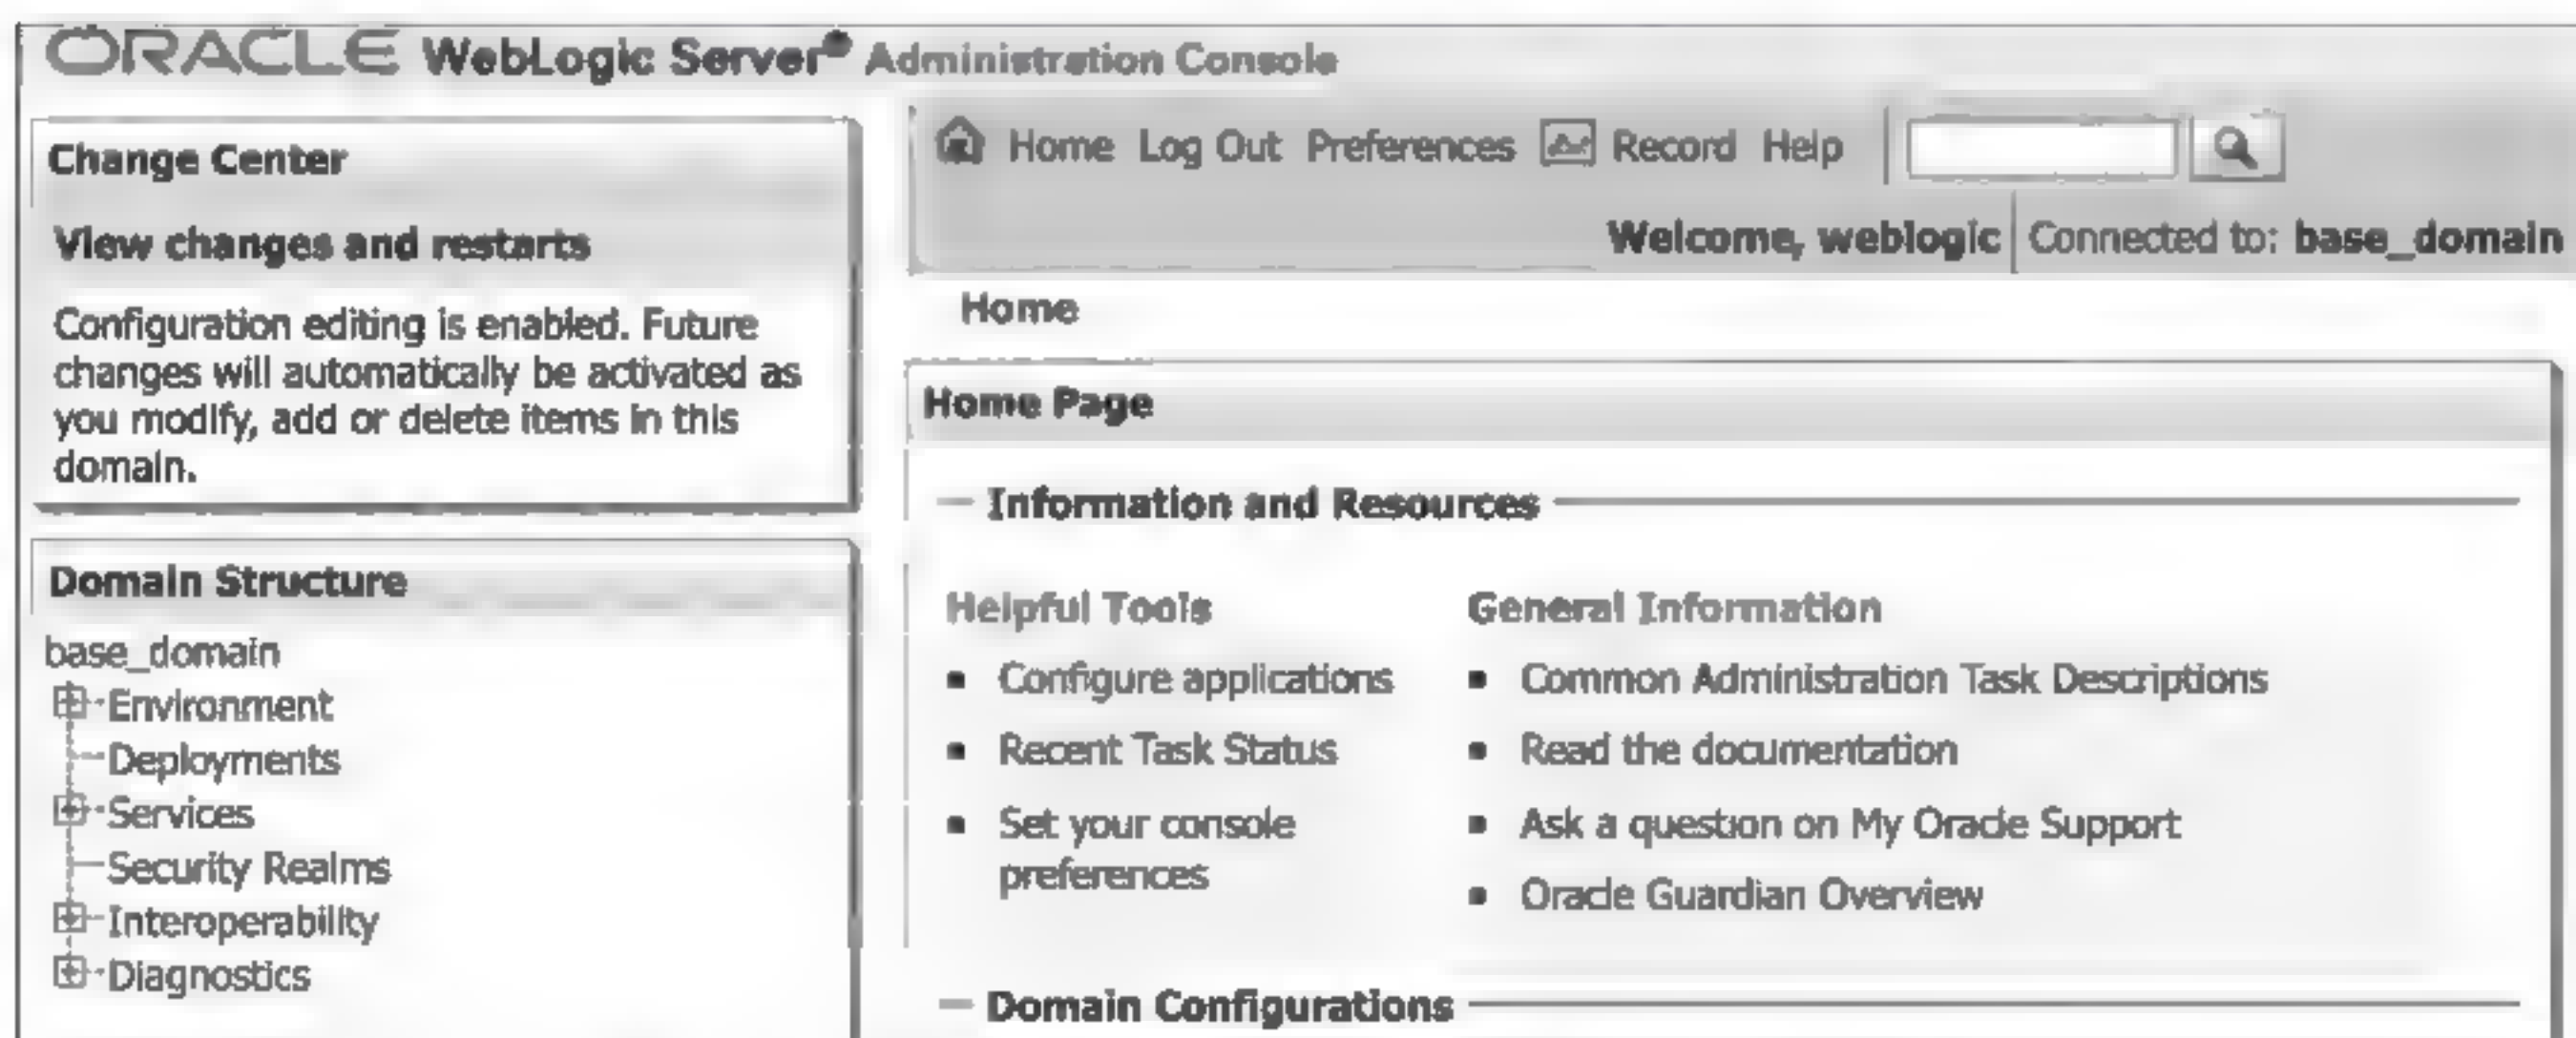 ORACLE WebLogic Server® Administration Console
Change Center
View changes and restarts
Configuration editing is enabled. Future
changes will automatically be activated as
you modify, add or delete items in this
domain.
Domain Structure
base_domain
Environment
Deployments
Services
Security Realms
Interoperability
Diagnostics
Home Log Out Preferences Record Help
Welcome, weblogic Connected to: base_domain
Home
Home Page
Information and Resources
Helpful Tools
Configure applications
Recent Task Status
Set your console
preferences
General Information
Common Administration Task Descriptions
Read the documentation
Ask a question on My Oracle Support
Oracle Guardian Overview
Domain Configurations